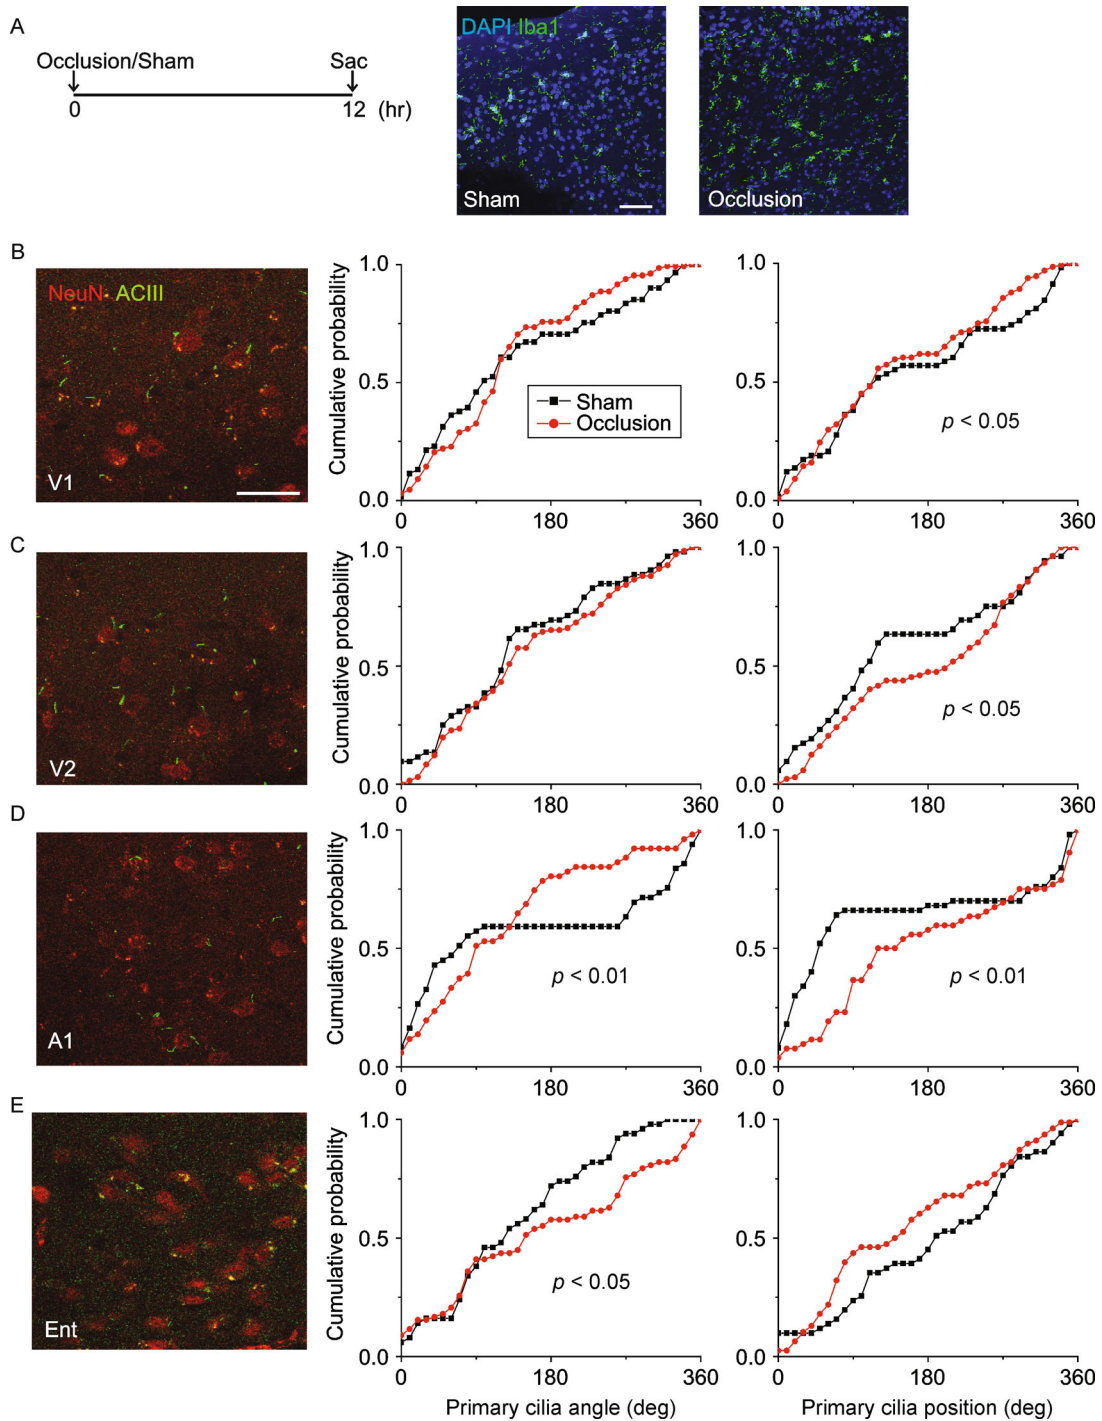 A
Occlusion/Sham Sac
0 12 (hr)
DAPI Iba1
Sham
Occlusion
B
NeuN ACIII
V1
Cumulative probability
1.0
0.5
0.0
0 180 360
Sham
Occlusion
1.0
0.5
0.0
p < 0.05
0 180 360
C
V2
Cumulative probability
1.0
0.5
0.0
0 180 360
1.0
0.5
0.0
p < 0.05
0 180 360
D
A1
Cumulative probability
1.0
0.5
0.0
p < 0.01
0 180 360
1.0
0.5
0.0
p < 0.01
0 180 360
E
Ent
Cumulative probability
1.0
0.5
0.0
p < 0.05
0 180 360
Primary cilia angle (deg)
1.0
0.5
0.0
0 180 360
Primary cilia position (deg)